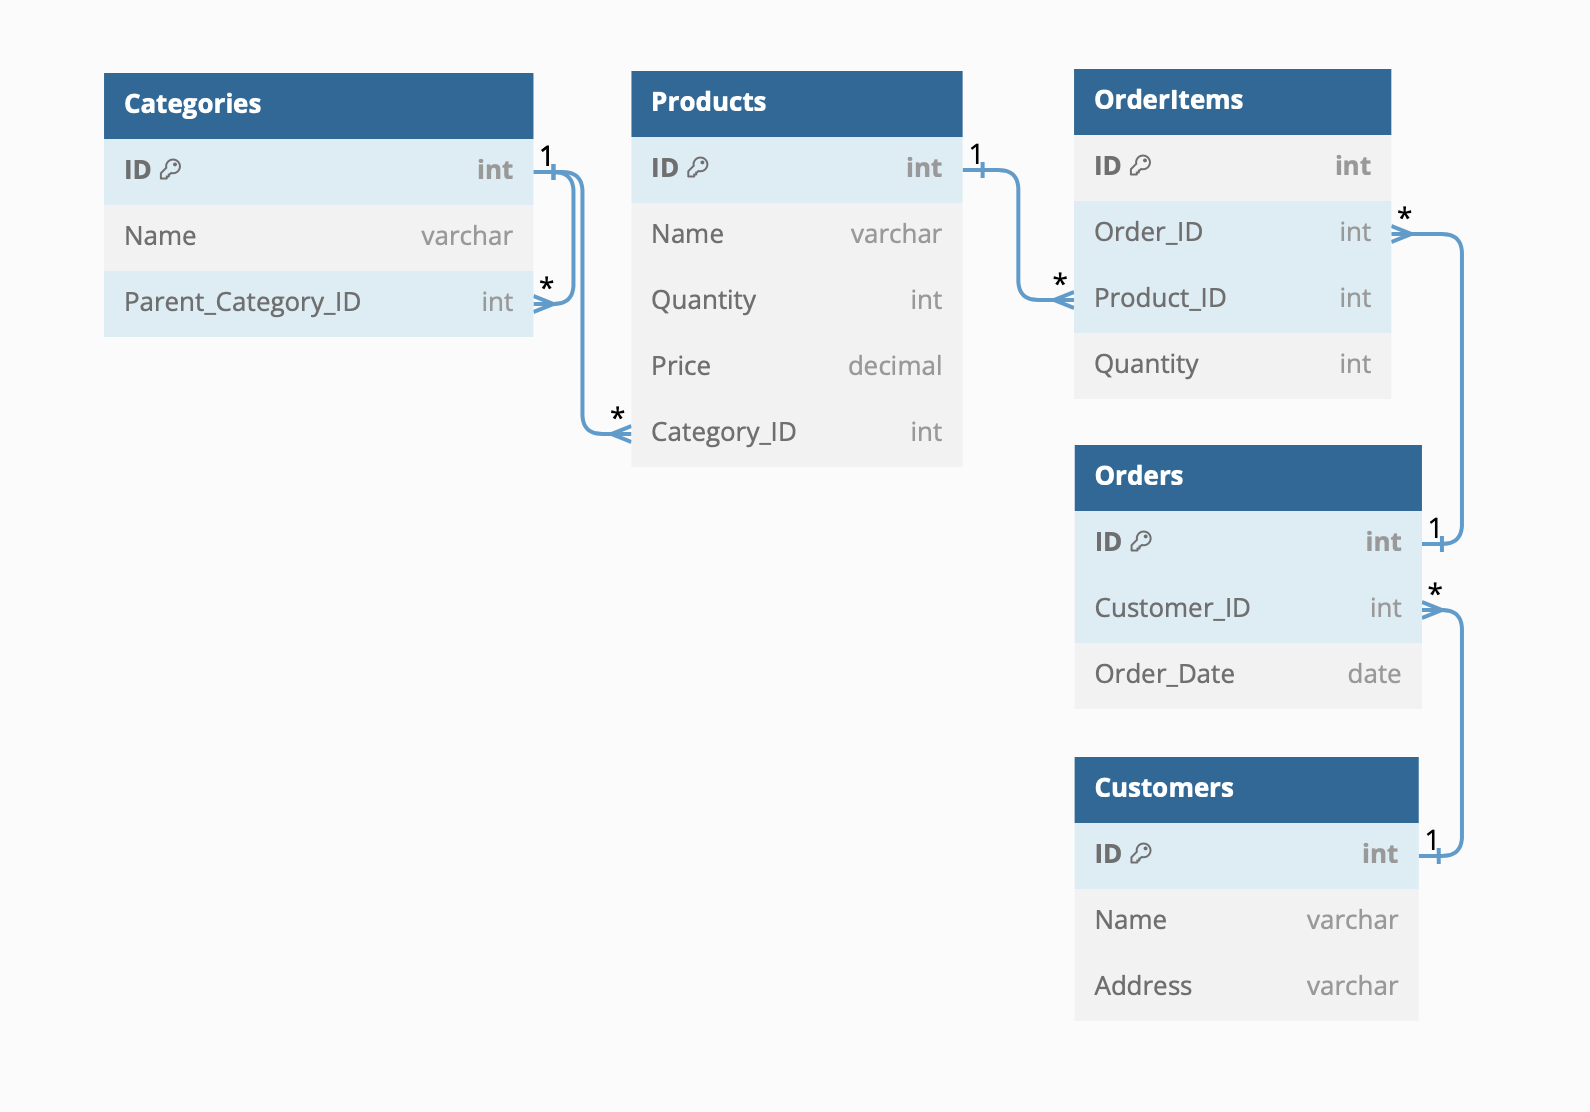 Categories
ID int
Name varchar
Parent_Category_ID int
1
*
*
Products
ID int
Name varchar
Quantity int
Price decimal
Category_ID int
1
*
OrderItems
ID int
Order_ID int
Product_ID int
Quantity int
*
1
Orders
ID int
Customer_ID int
Order_Date date
*
1
Customers
ID int
Name varchar
Address varchar